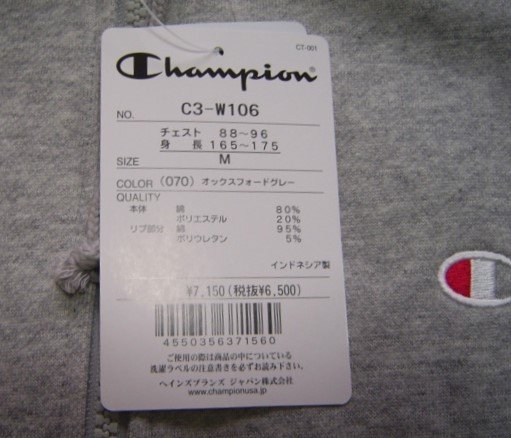 CT-001
Champion®
NO. C3-W106
チェスト 88～96
身 長 165～175
SIZE M
COLOR (070) オックスフォードグレー
QUALITY
本体 綿 80%
ポリエステル 20%
リブ部分 綿 95%
ポリウレタン 5%
インドネシア製
¥7,150(税抜¥6,500)
4550356371560
ご使用の際は商品の中についている
洗濯ラベルの注意書きを必ずお読み下さい。
ヘインズブランズ ジャパン株式会社
www.championusa.jp